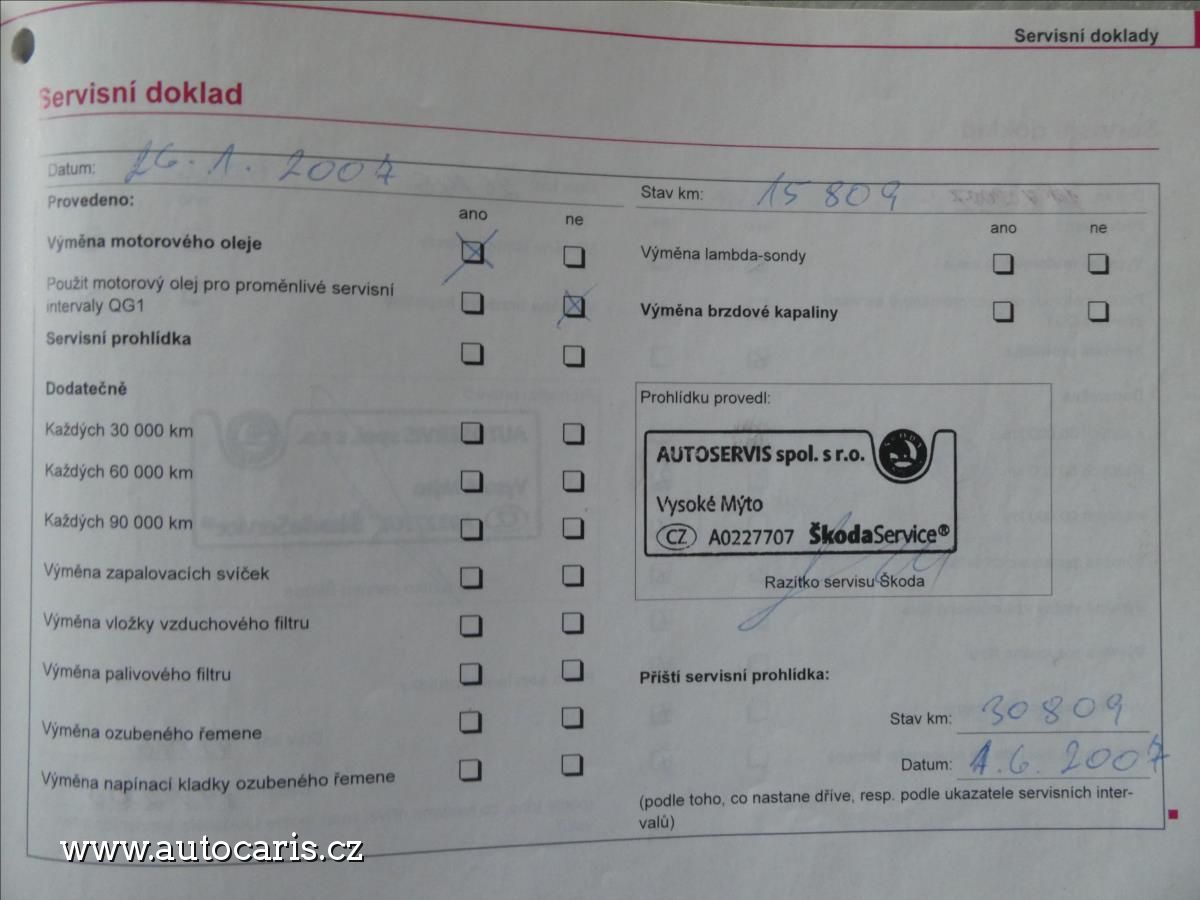 Servisní doklady
Servisní doklad
Datum: 26.1.2007
Stav km: 15 809
Provedeno:
ano ne
ano ne
Výměna motorového oleje
Výměna lambda-sondy
Použit motorový olej pro proměnlivé servisní
intervaly QG1
Výměna brzdové kapaliny
Servisní prohlídka
Dodatečně
Každých 30 000 km
Každých 60 000 km
Každých 90 000 km
Výměna zapalovacích svíček
Výměna vložky vzduchového filtru
Výměna palivového filtru
Výměna ozubeného řemene
Výměna napínací kladky ozubeného řemene
Prohlídku provedl:
AUTOSERVIS spol. s r.o.
Vysoké Mýto
CZ A0227707 ŠkodaService®
Razítko servisu Škoda
Příští servisní prohlídka:
Stav km: 30809
Datum: 1.6.2007
(podle toho, co nastane dříve, resp. podle ukazatele servisních inter-
valů)
www.autocaris.cz